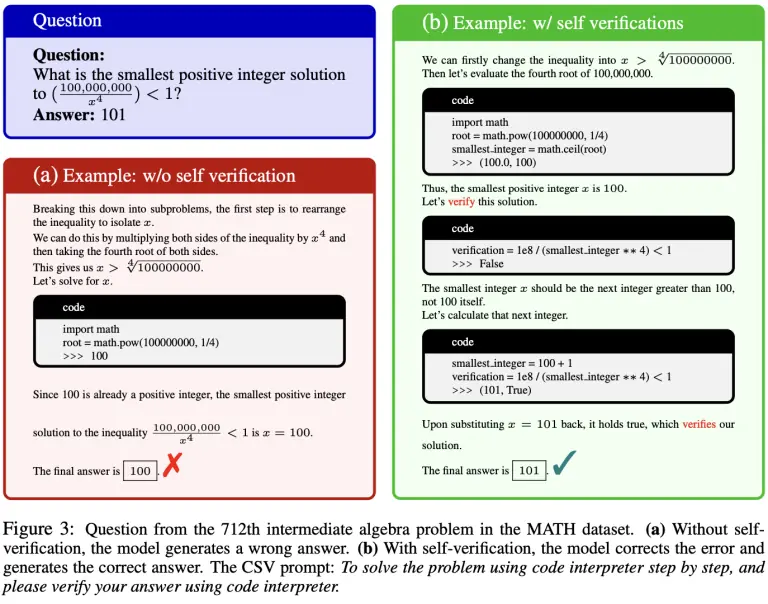 Question
Question:
What is the smallest positive integer solution
to (100,000,000/x⁴) < 1?
Answer: 101
(a) Example: w/o self verification
Breaking this down into subproblems, the first step is to rearrange
the inequality to isolate x.
We can do this by multiplying both sides of the inequality by x⁴ and
then taking the fourth root of both sides.
This gives us x > ∜100000000.
Let's solve for x.
code
import math
root = math.pow(100000000, 1/4)
>>> 100
Since 100 is already a positive integer, the smallest positive integer
solution to the inequality 100,000,000/x⁴ < 1 is x = 100.
The final answer is 100. ✗
(b) Example: w/ self verifications
We can firstly change the inequality into x > ∜100000000.
Then let's evaluate the fourth root of 100,000,000.
code
import math
root = math.pow(100000000, 1/4)
smallest_integer = math.ceil(root)
>>> (100.0, 100)
Thus, the smallest positive integer x is 100.
Let's verify this solution.
code
verification = 1e8 / (smallest_integer ** 4) < 1
>>> False
The smallest integer x should be the next integer greater than 100,
not 100 itself.
Let's calculate that next integer.
code
smallest_integer = 100 + 1
verification = 1e8 / (smallest_integer ** 4) < 1
>>> (101, True)
Upon substituting x = 101 back, it holds true, which verifies our
solution.
The final answer is 101. ✓
Figure 3: Question from the 712th intermediate algebra problem in the MATH dataset. (a) Without self-
verification, the model generates a wrong answer. (b) With self-verification, the model corrects the error and
generates the correct answer. The CSV prompt: To solve the problem using code interpreter step by step, and
please verify your answer using code interpreter.